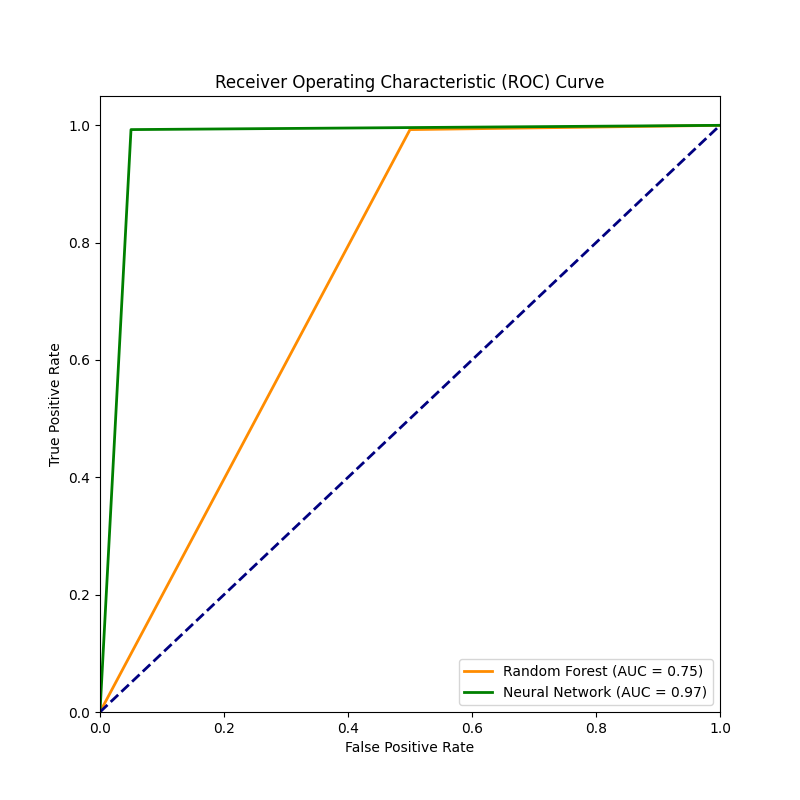 Receiver Operating Characteristic (ROC) Curve
True Positive Rate
1.0
0.8
0.6
0.4
0.2
0.0
Random Forest (AUC = 0.75)
Neural Network (AUC = 0.97)
0.0 0.2 0.4 0.6 0.8 1.0
False Positive Rate